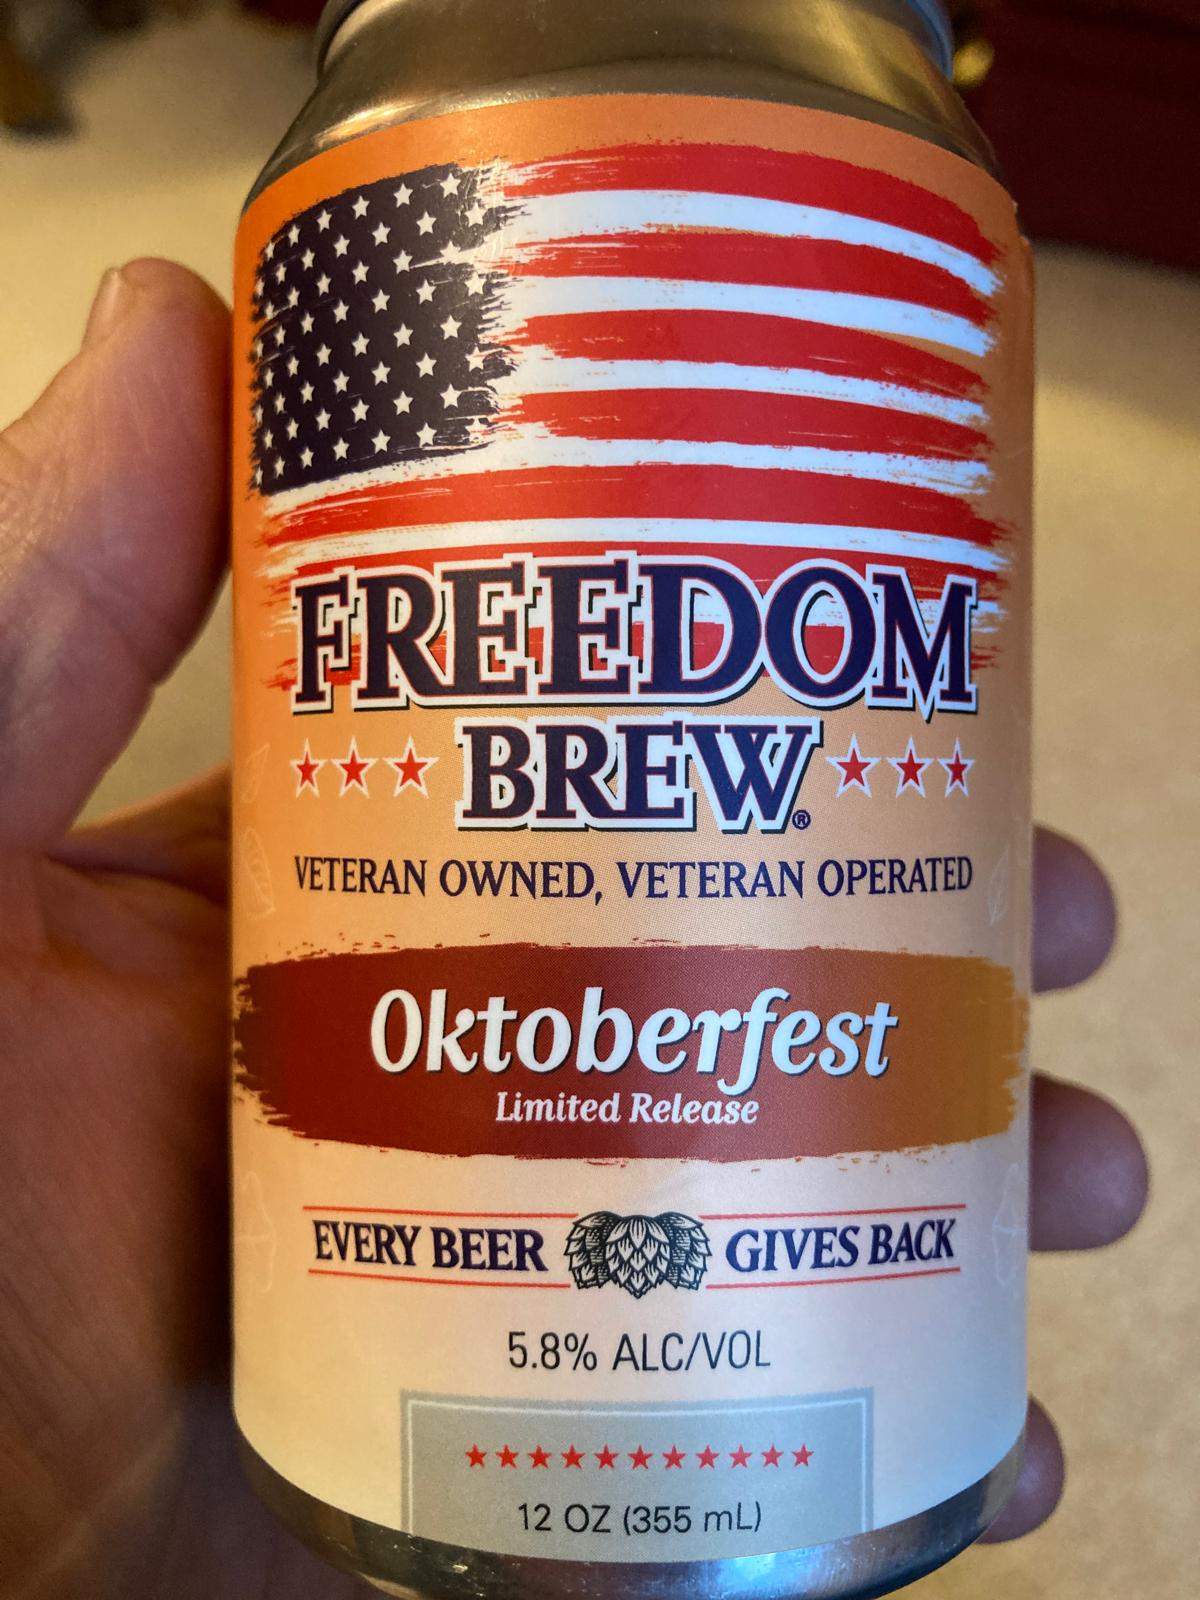 FREEDOM
BREW®
VETERAN OWNED, VETERAN OPERATED
Oktoberfest
Limited Release
EVERY BEER GIVES BACK
5.8% ALC/VOL
12 OZ (355 mL)